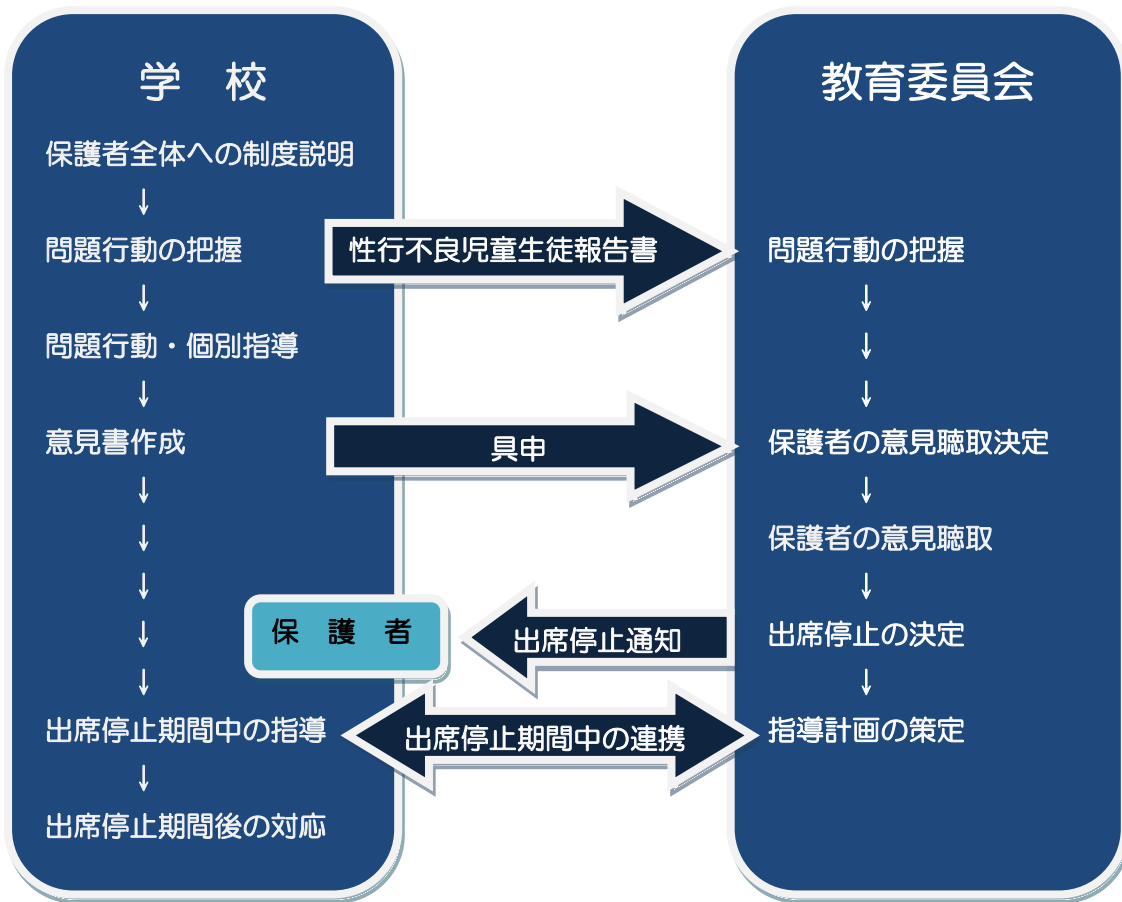 学　校
保護者全体への制度説明
↓
問題行動の把握
↓
問題行動・個別指導
↓
意見書作成
↓
↓
↓
↓
↓
出席停止期間中の指導
↓
出席停止期間後の対応
性行不良児童生徒報告書
具申
保　護　者
出席停止通知
出席停止期間中の連携
教育委員会
問題行動の把握
↓
↓
↓
保護者の意見聴取決定
↓
保護者の意見聴取
↓
出席停止の決定
↓
指導計画の策定